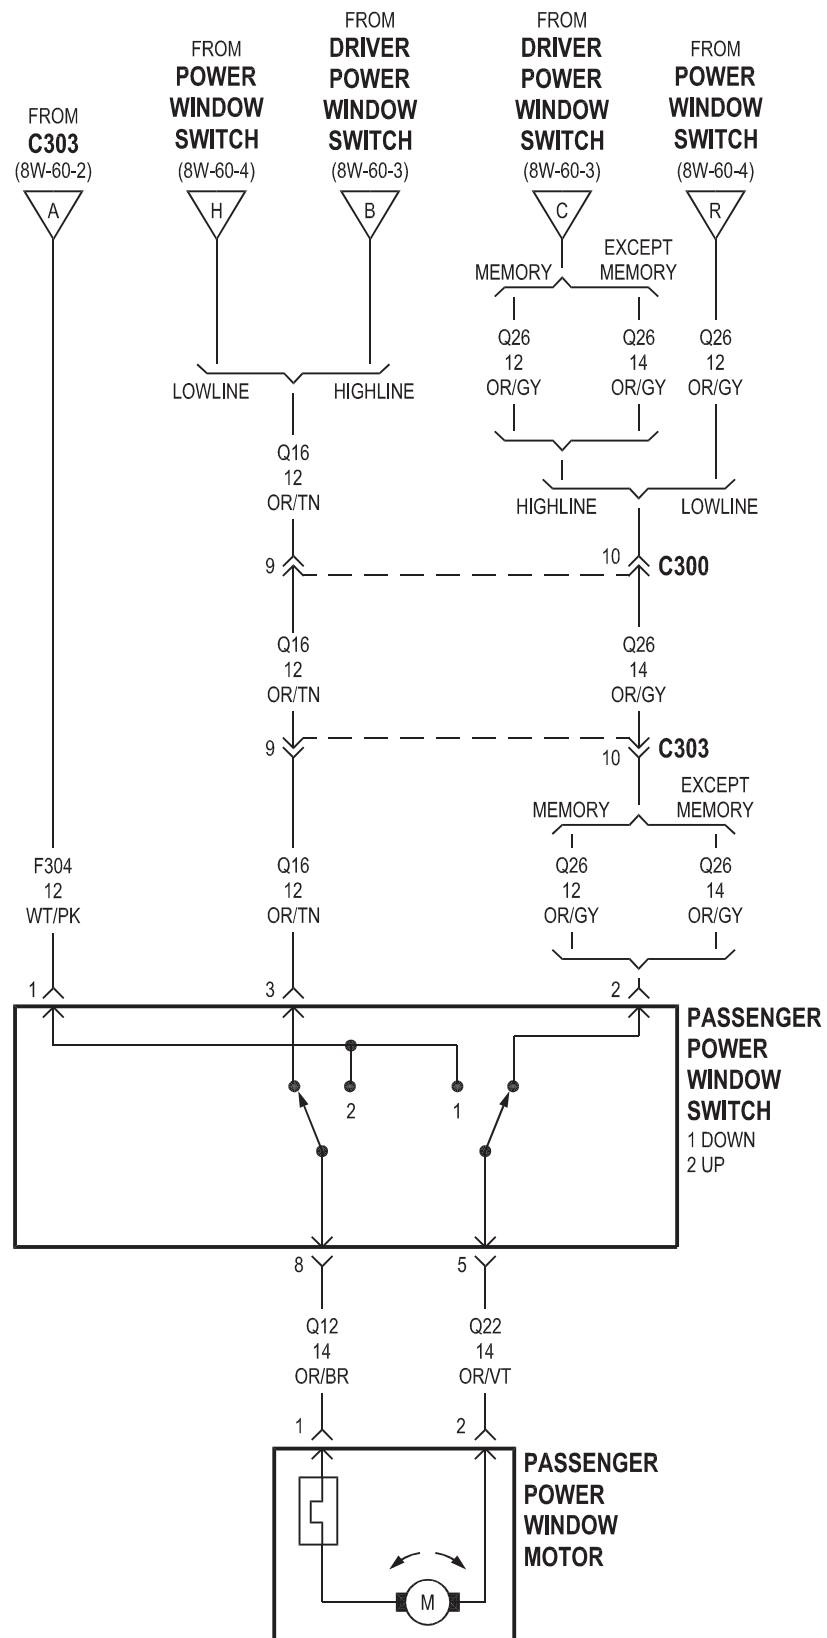 FROM
C303
(8W-60-2)
A
FROM
POWER
WINDOW
SWITCH
(8W-60-4)
H
FROM
DRIVER
POWER
WINDOW
SWITCH
(8W-60-3)
B
FROM
DRIVER
POWER
WINDOW
SWITCH
(8W-60-3)
C
FROM
POWER
WINDOW
SWITCH
(8W-60-4)
R
MEMORY
EXCEPT
MEMORY
Q26
12
OR/GY
Q26
14
OR/GY
Q26
12
OR/GY
LOWLINE
HIGHLINE
Q16
12
OR/TN
HIGHLINE
LOWLINE
9
10
C300
Q16
12
OR/TN
Q26
14
OR/GY
9
10
C303
MEMORY
EXCEPT
MEMORY
F304
12
WT/PK
Q16
12
OR/TN
Q26
12
OR/GY
Q26
14
OR/GY
1
3
2
PASSENGER
POWER
WINDOW
SWITCH
1 DOWN
2 UP
2
1
8
5
Q12
14
OR/BR
Q22
14
OR/VT
1
2
PASSENGER
POWER
WINDOW
MOTOR
M